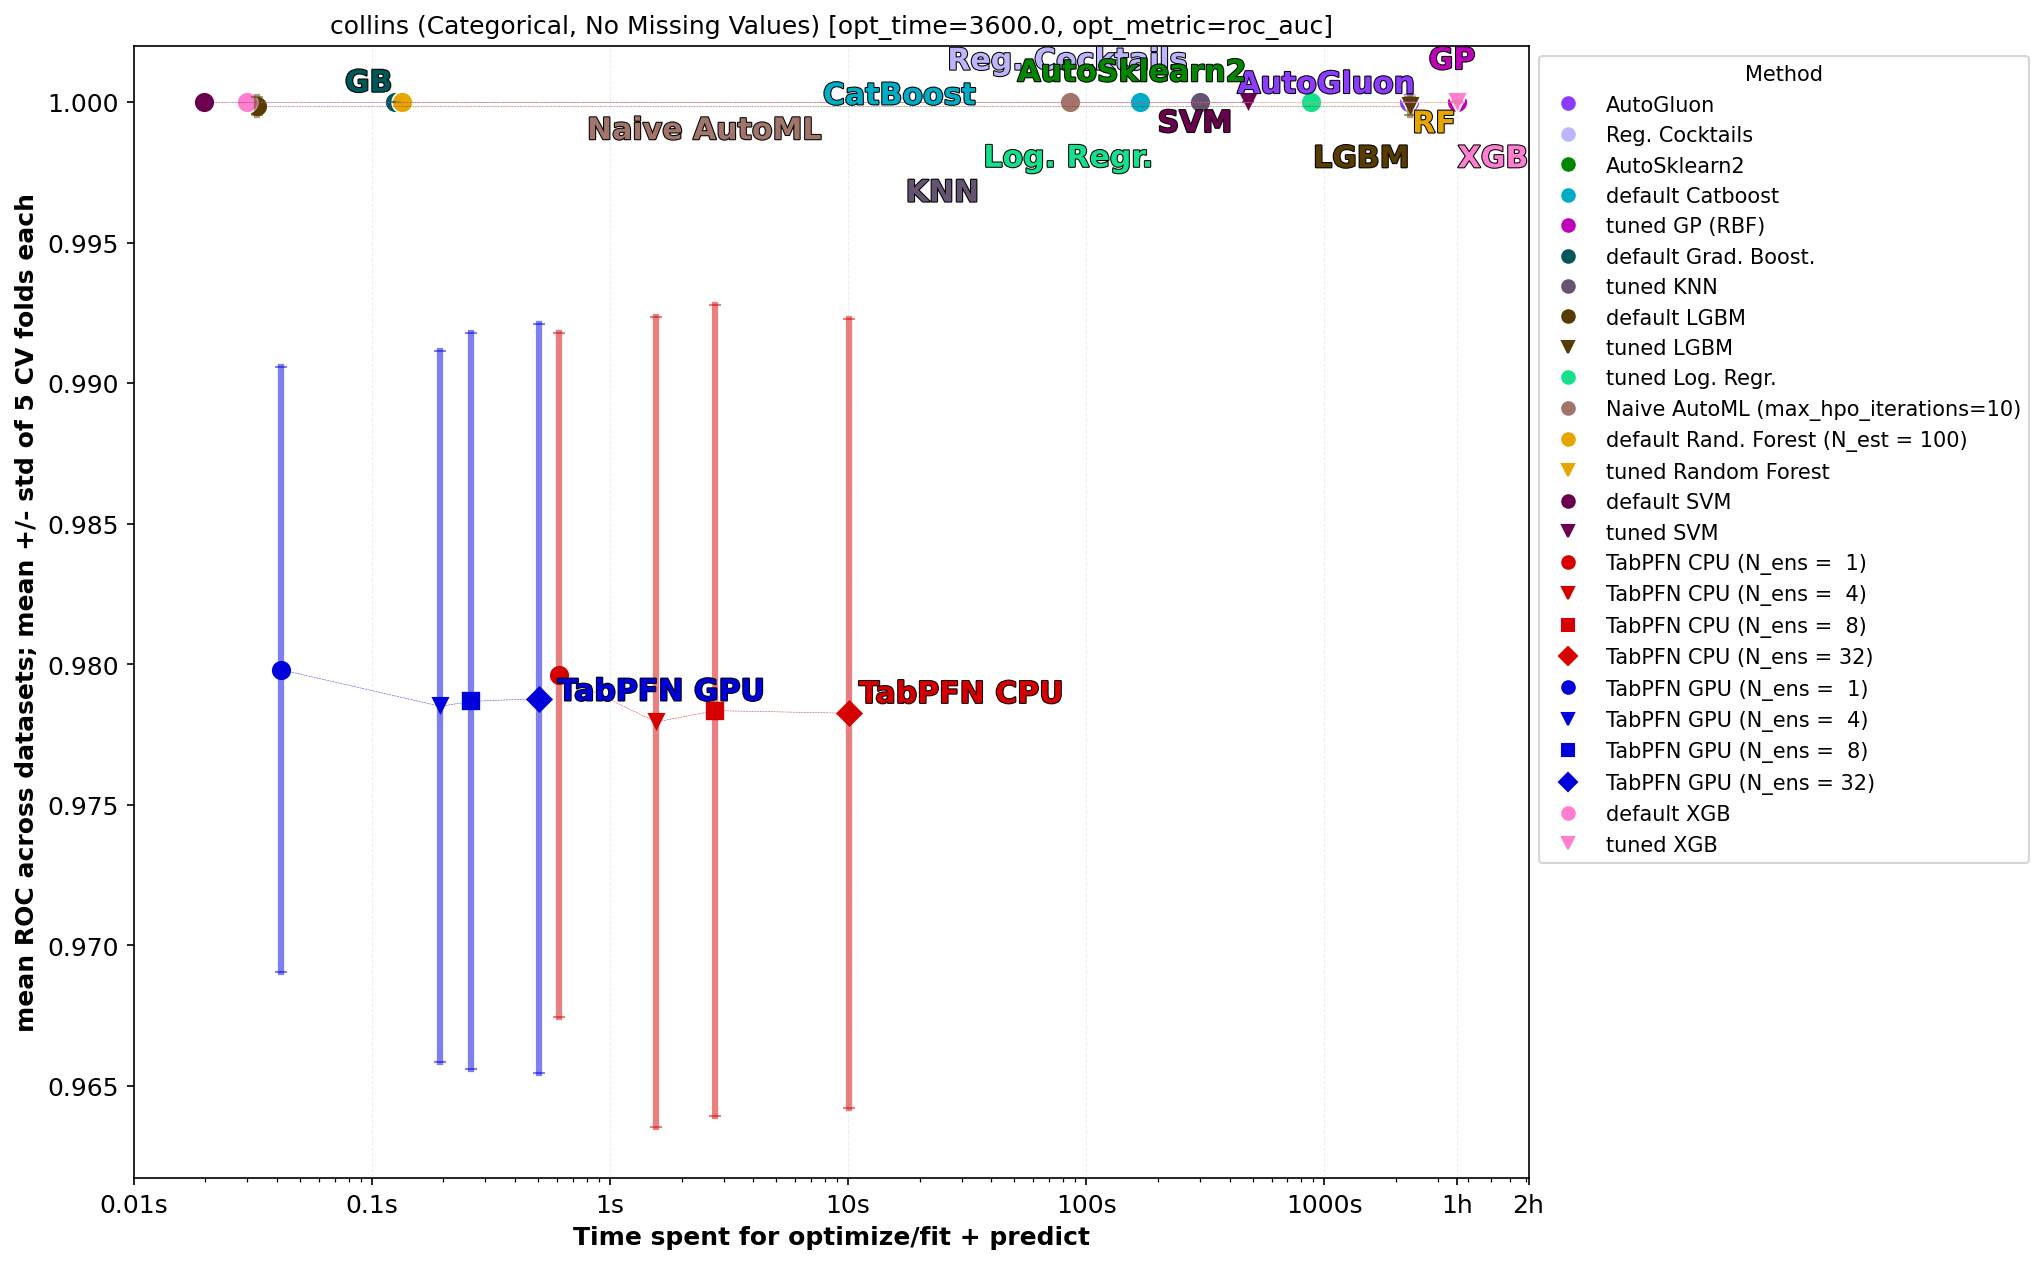 collins (Categorical, No Missing Values) [opt_time=3600.0, opt_metric=roc_auc]
mean ROC across datasets; mean +/- std of 5 CV folds each
1.000
0.995
0.990
0.985
0.980
0.975
0.970
0.965
Reg. Cocktails
GP
AutoSklearn2
GB
AutoGluon
CatBoost
SVM
RF
Naive AutoML
Log. Regr.
LGBM
XGB
KNN
TabPFN GPU
TabPFN CPU
0.01s
0.1s
1s
10s
100s
1000s
1h
2h
Time spent for optimize/fit + predict
Method
AutoGluon
Reg. Cocktails
AutoSklearn2
default Catboost
tuned GP (RBF)
default Grad. Boost.
tuned KNN
default LGBM
tuned LGBM
tuned Log. Regr.
Naive AutoML (max_hpo_iterations=10)
default Rand. Forest (N_est = 100)
tuned Random Forest
default SVM
tuned SVM
TabPFN CPU (N_ens =  1)
TabPFN CPU (N_ens =  4)
TabPFN CPU (N_ens =  8)
TabPFN CPU (N_ens = 32)
TabPFN GPU (N_ens =  1)
TabPFN GPU (N_ens =  4)
TabPFN GPU (N_ens =  8)
TabPFN GPU (N_ens = 32)
default XGB
tuned XGB